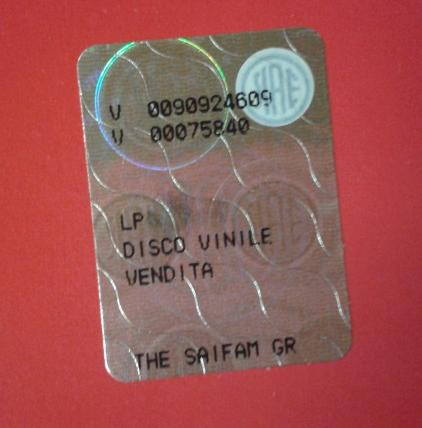 SIAE
V 0090924609
V 00075840
LP
DISCO VINILE
VENDITA
THE SAIFAM GR